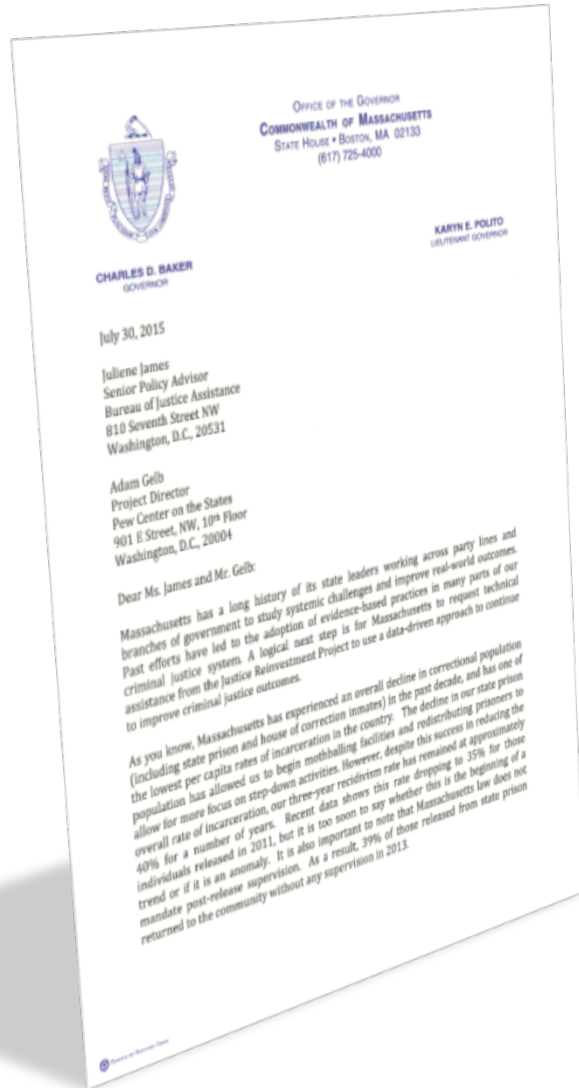 OFFICE OF THE GOVERNOR
COMMONWEALTH OF MASSACHUSETTS
STATE HOUSE • BOSTON, MA 02133
(617) 725-4000
CHARLES D. BAKER
GOVERNOR
KARYN E. POLITO
LIEUTENANT GOVERNOR
July 30, 2015
Juliene James
Senior Policy Advisor
Bureau of Justice Assistance
810 Seventh Street NW
Washington, D.C., 20531
Adam Gelb
Project Director
Pew Center on the States
901 E Street, NW, 10th Floor
Washington, D.C., 20004
Dear Ms. James and Mr. Gelb:
Massachusetts has a long history of its state leaders working across party lines and
branches of government to study systemic challenges and improve real-world outcomes.
Past efforts have led to the adoption of evidence-based practices in many parts of our
criminal justice system. A logical next step is for Massachusetts to request technical
assistance from the Justice Reinvestment Project to use a data-driven approach to continue
to improve criminal justice outcomes.
As you know, Massachusetts has experienced an overall decline in correctional population
(including state prison and house of correction inmates) in the past decade, and has one of
the lowest per capita rates of incarceration in the country. The decline in our state prison
population has allowed us to begin mothballing facilities and redistributing prisoners to
allow for more focus on step-down activities. However, despite this success in reducing the
overall rate of incarceration, our three-year recidivism rate has remained at approximately
40% for a number of years. Recent data shows this rate dropping to 35% for those
individuals released in 2011, but it is too soon to say whether this is the beginning of a
trend or if it is an anomaly. It is also important to note that Massachusetts law does not
mandate post-release supervision. As a result, 39% of those released from state prison
returned to the community without any supervision in 2013.